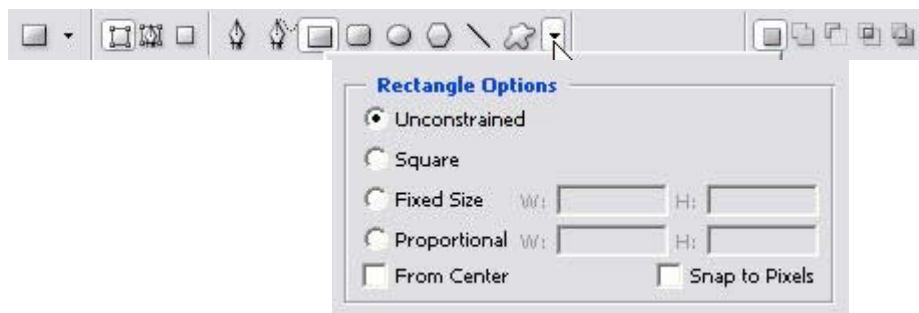 Rectangle Options
Unconstrained
Square
Fixed Size W: H:
Proportional W: H:
From Center Snap to Pixels